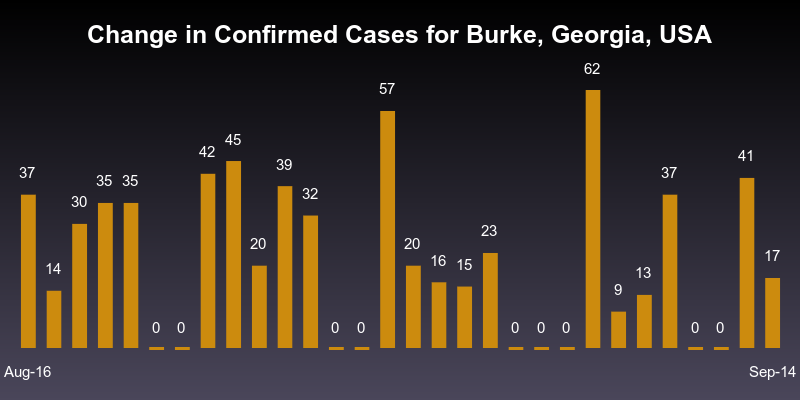 Change in Confirmed Cases for Burke, Georgia, USA
37 14 30 35 35 0 0 42 45 20 39 32 0 0 57 20 16 15 23 0 0 0 62 9 13 37 0 0 41 17
Aug-16 Sep-14